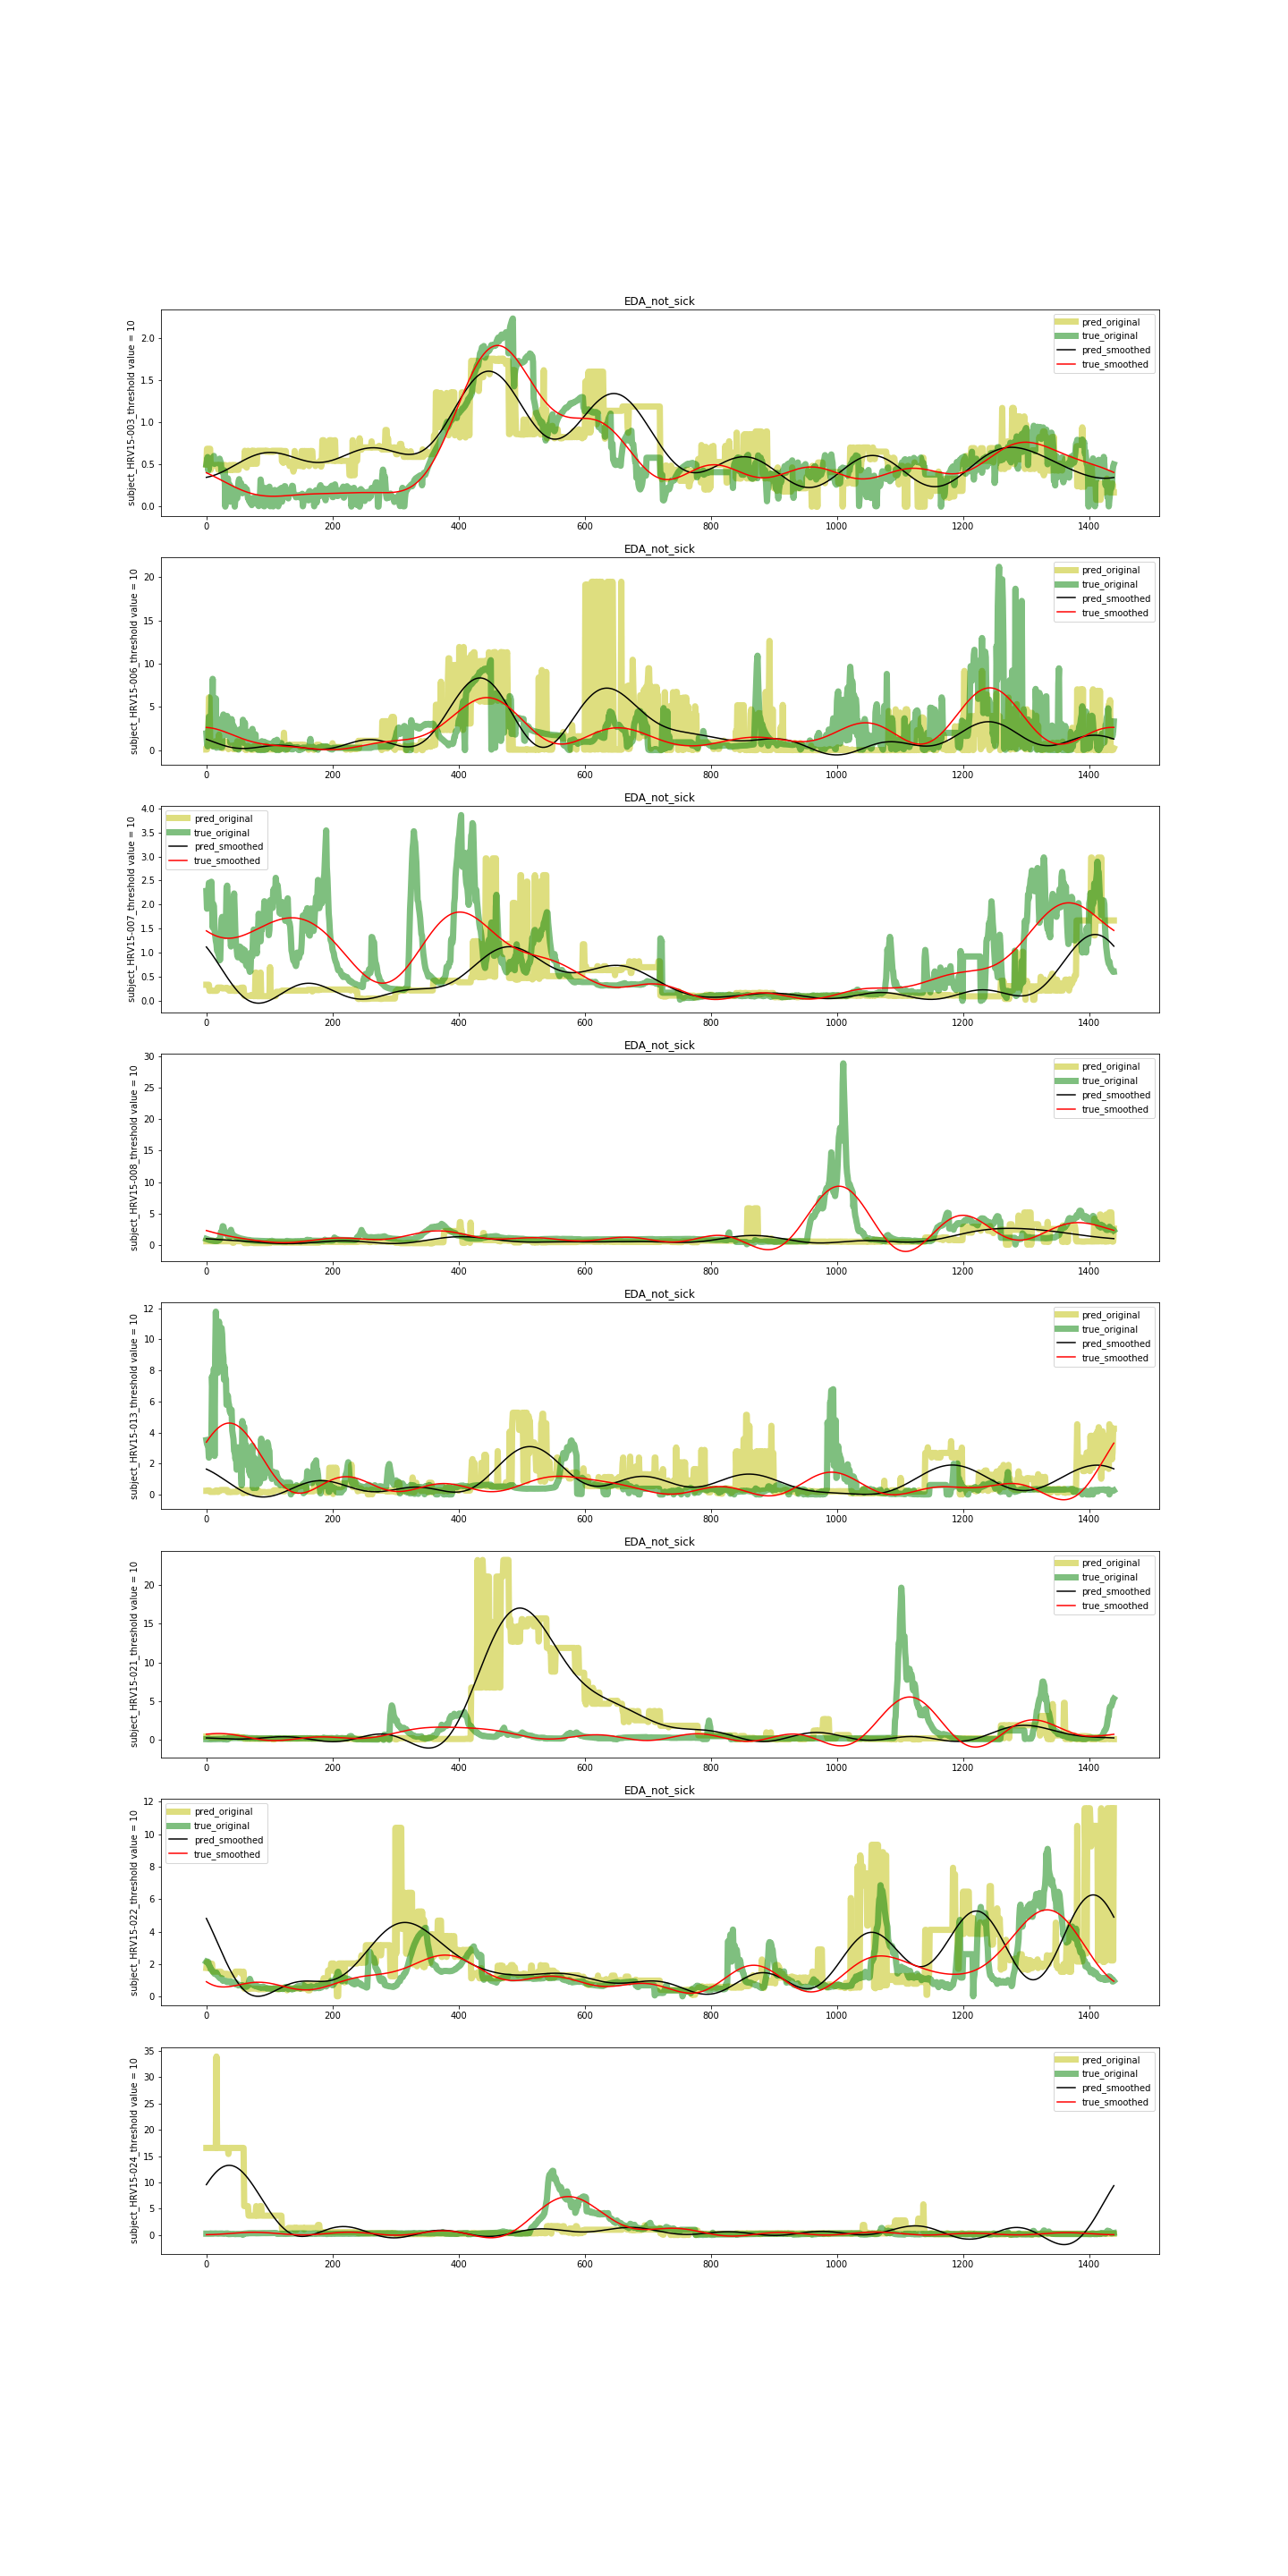 EDA_not_sick
subject_HRV15-003_threshold value = 10
2.0
1.5
1.0
0.5
0.0
pred_original
true_original
pred_smoothed
true_smoothed
0 200 400 600 800 1000 1200 1400
EDA_not_sick
subject_HRV15-006_threshold value = 10
20
15
10
5
0
pred_original
true_original
pred_smoothed
true_smoothed
0 200 400 600 800 1000 1200 1400
EDA_not_sick
subject_HRV15-007_threshold value = 10
4.0
3.5
3.0
2.5
2.0
1.5
1.0
0.5
0.0
pred_original
true_original
pred_smoothed
true_smoothed
0 200 400 600 800 1000 1200 1400
EDA_not_sick
subject_HRV15-008_threshold value = 10
30
25
20
15
10
5
0
pred_original
true_original
pred_smoothed
true_smoothed
0 200 400 600 800 1000 1200 1400
EDA_not_sick
subject_HRV15-013_threshold value = 10
12
10
8
6
4
2
0
pred_original
true_original
pred_smoothed
true_smoothed
0 200 400 600 800 1000 1200 1400
EDA_not_sick
subject_HRV15-021_threshold value = 10
20
15
10
5
0
pred_original
true_original
pred_smoothed
true_smoothed
0 200 400 600 800 1000 1200 1400
EDA_not_sick
subject_HRV15-022_threshold value = 10
12
10
8
6
4
2
0
pred_original
true_original
pred_smoothed
true_smoothed
0 200 400 600 800 1000 1200 1400
subject_HRV15-024_threshold value = 10
35
30
25
20
15
10
5
0
pred_original
true_original
pred_smoothed
true_smoothed
0 200 400 600 800 1000 1200 1400